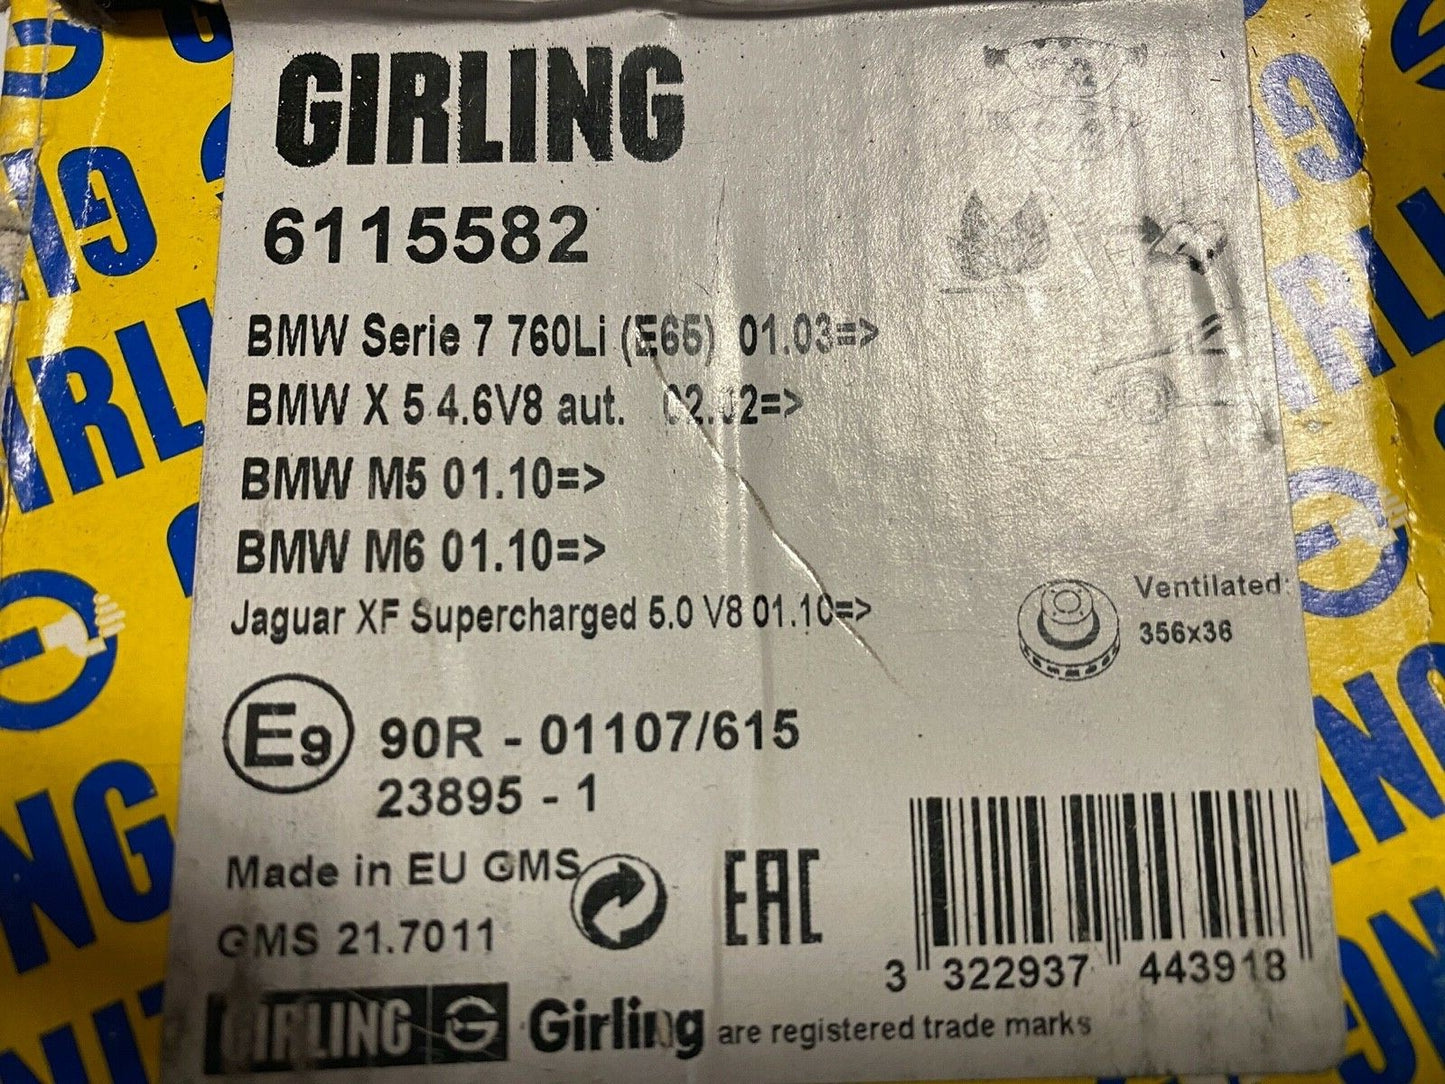 GIRLING
6115582
BMW Serie 7 760Li (E65) 01.03=>
BMW X 5 4.6V8 aut. 02.02=>
BMW M5 01.10=>
BMW M6 01.10=>
Jaguar XF Supercharged 5.0 V8 01.10=>
Ventilated:
356x36
E9 90R - 01107/615
23895 - 1
Made in EU GMS
GMS 21.7011
EAC
3 322937 443918
GIRLING Girling are registered trade marks